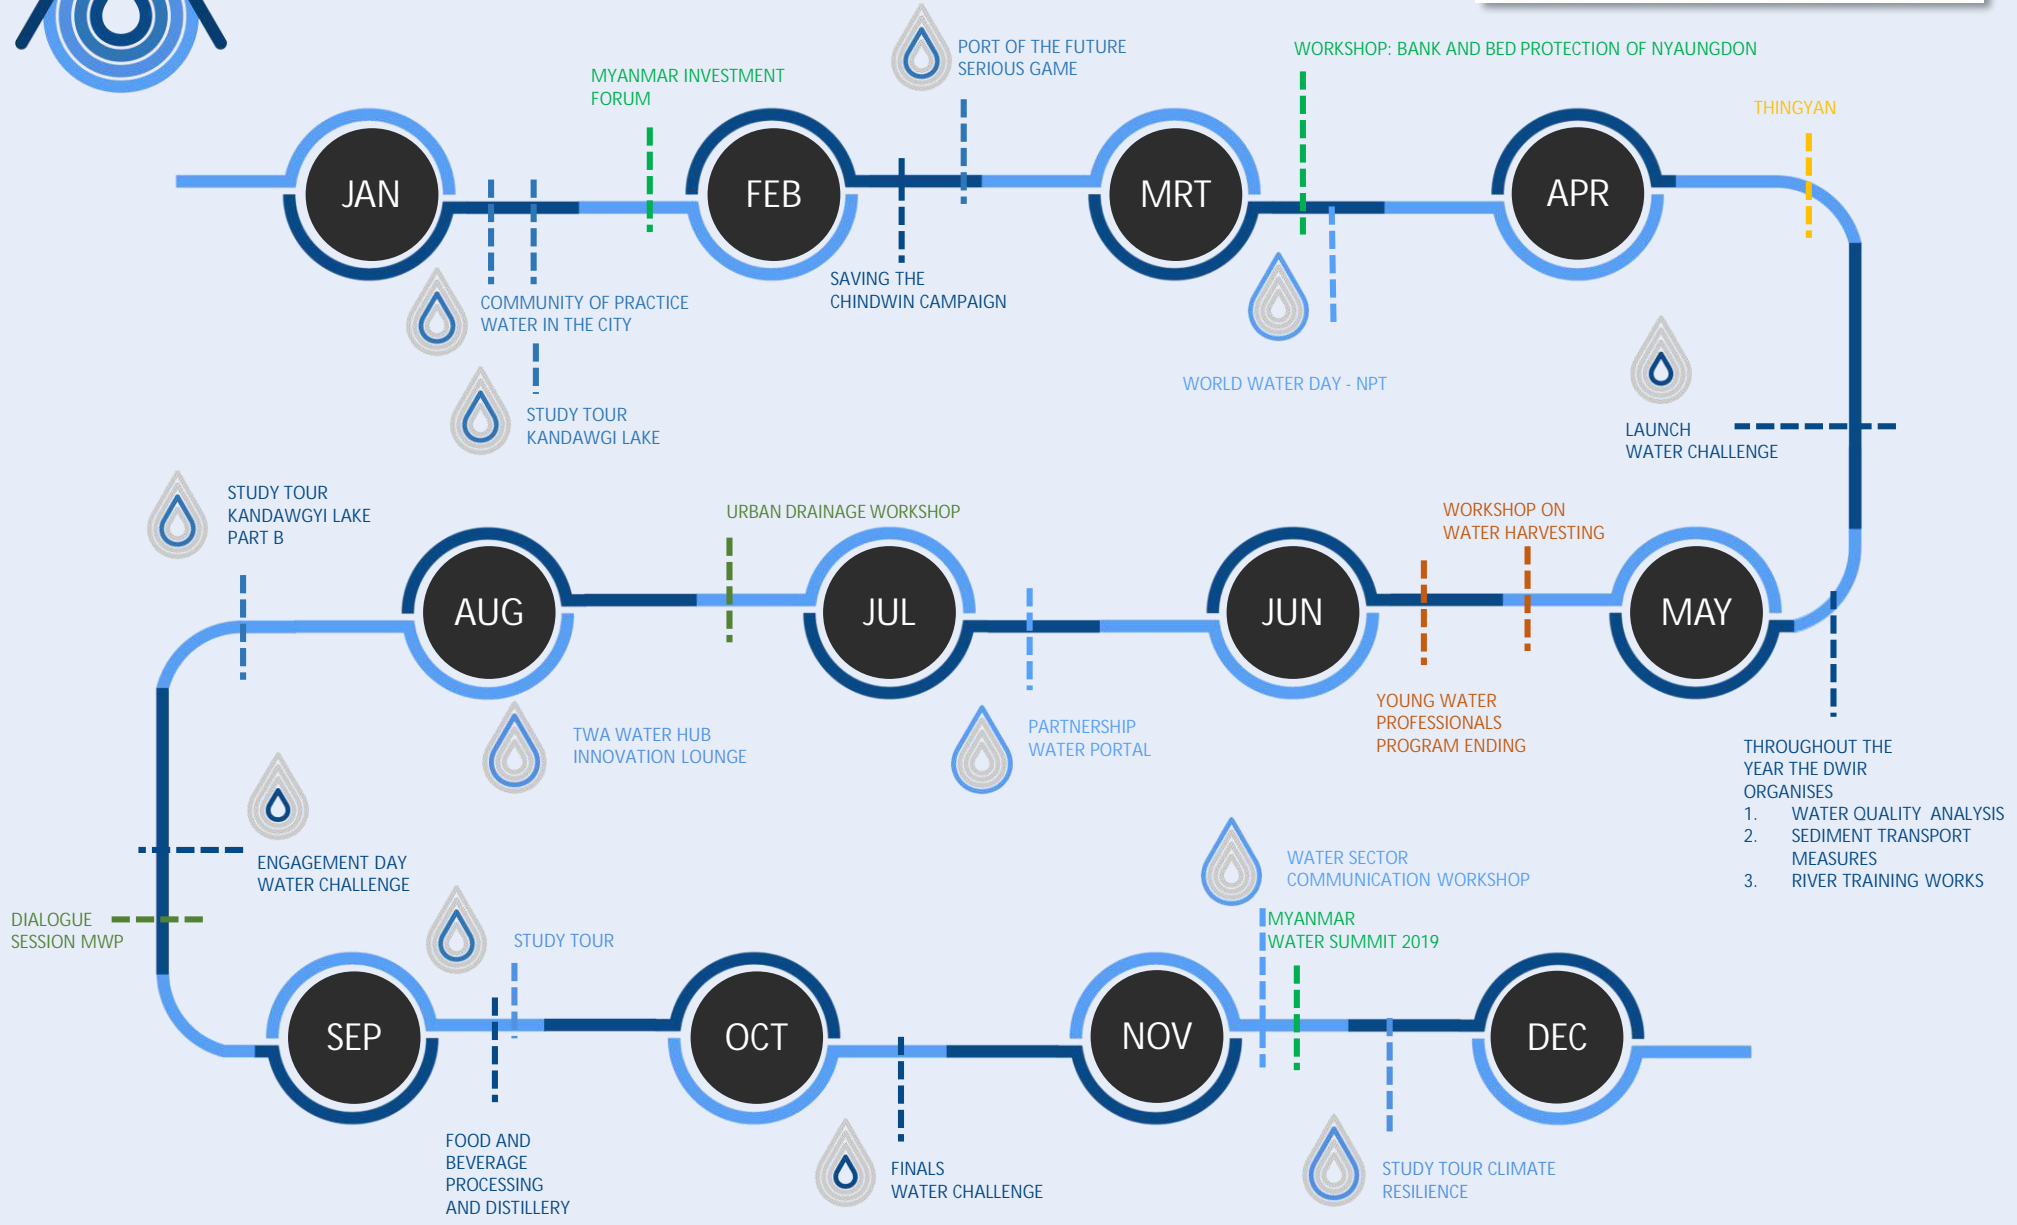 MYANMAR INVESTMENT
FORUM
PORT OF THE FUTURE
SERIOUS GAME
WORKSHOP: BANK AND BED PROTECTION OF NYAUNGDON
THINGYAN
JAN
FEB
MRT
APR
COMMUNITY OF PRACTICE
WATER IN THE CITY
STUDY TOUR
KANDAWGI LAKE
SAVING THE
CHINDWIN CAMPAIGN
WORLD WATER DAY - NPT
LAUNCH
WATER CHALLENGE
WORKSHOP ON
WATER HARVESTING
URBAN DRAINAGE WORKSHOP
STUDY TOUR
KANDAWGYI LAKE
PART B
MAY
JUN
JUL
AUG
THROUGHOUT THE
YEAR THE DWIR
ORGANISES
1. WATER QUALITY ANALYSIS
2. SEDIMENT TRANSPORT
MEASURES
3. RIVER TRAINING WORKS
YOUNG WATER
PROFESSIONALS
PROGRAM ENDING
PARTNERSHIP
WATER PORTAL
TWA WATER HUB
INNOVATION LOUNGE
ENGAGEMENT DAY
WATER CHALLENGE
DIALOGUE
SESSION MWP
STUDY TOUR
WATER SECTOR
COMMUNICATION WORKSHOP
MYANMAR
WATER SUMMIT 2019
SEP
OCT
NOV
DEC
FOOD AND
BEVERAGE
PROCESSING
AND DISTILLERY
FINALS
WATER CHALLENGE
STUDY TOUR CLIMATE
RESILIENCE